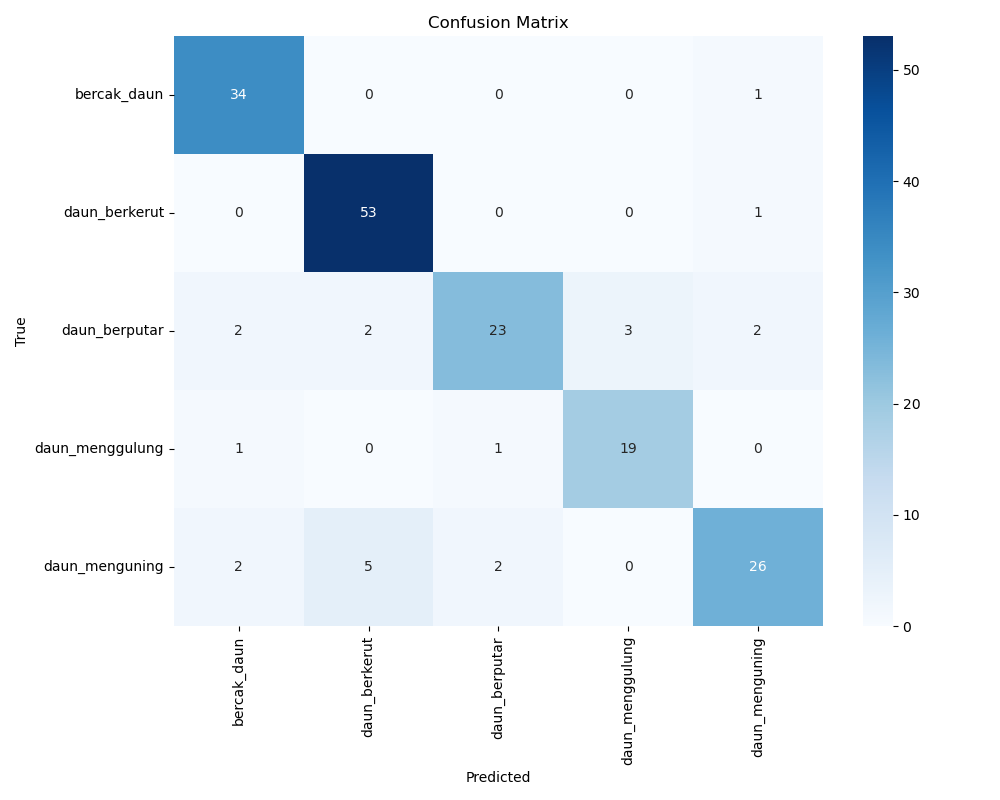 Confusion Matrix
True
bercak_daun 34 0 0 0 1
daun_berkerut 0 53 0 0 1
daun_berputar 2 2 23 3 2
daun_menggulung 1 0 1 19 0
daun_menguning 2 5 2 0 26
bercak_daun
daun_berkerut
daun_berputar
daun_menggulung
daun_menguning
Predicted
50
40
30
20
10
0